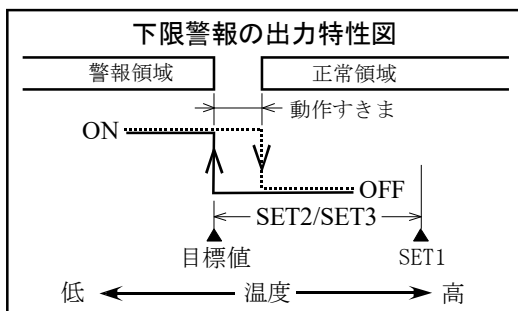 下限警報の出力特性図
警報領域 正常領域
動作すきま
ON
OFF
SET2/SET3
目標値 SET1
低 温度 高